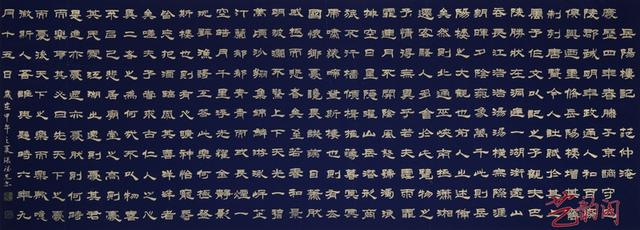 岳陽樓記 范仲淹
慶曆四年春滕子京謫守巴
陵郡越明年政通人和百廢
具興乃重修岳陽樓增其舊
制刻唐賢今人詩賦于其上
屬予作文以記之予觀夫巴
陵勝狀在洞庭一湖銜遠山
吞長江浩浩湯湯橫無際涯
朝暉夕陰氣象萬千此則岳
陽樓之大觀也前人之述備
矣然則北通巫峽南極瀟湘
遷客騷人多會于此覽物之
情得無異乎若夫霪雨霏霏
連月不開陰風怒號濁浪
排空日星隱曜山岳潛形商
旅不行檣傾楫摧薄暮冥冥
虎嘯猿啼登斯樓也則有去
國懷鄉憂讒畏譏滿目蕭然
感極而悲者矣至若春和景
明波瀾不驚上下天光一碧
萬頃沙鷗翔集錦鱗游泳岸芷
汀蘭郁郁青青而或長煙一
空皓月千里浮光躍金靜影
沉璧漁歌互答此樂何極登
斯樓也則有心曠神怡寵辱
皆忘把酒臨風其喜洋洋者
矣嗟夫予嘗求古仁人之心
或異二者之為何哉不以物喜
不以己悲居廟堂之高則憂
其民處江湖之遠則憂其君
是進亦憂退亦憂然則何時
而樂耶其必曰先天下之憂
而憂後天下之樂而樂歟噫
微斯人吾誰與歸時六年九
月十五日
歲在甲午年之夏
艺韵阁